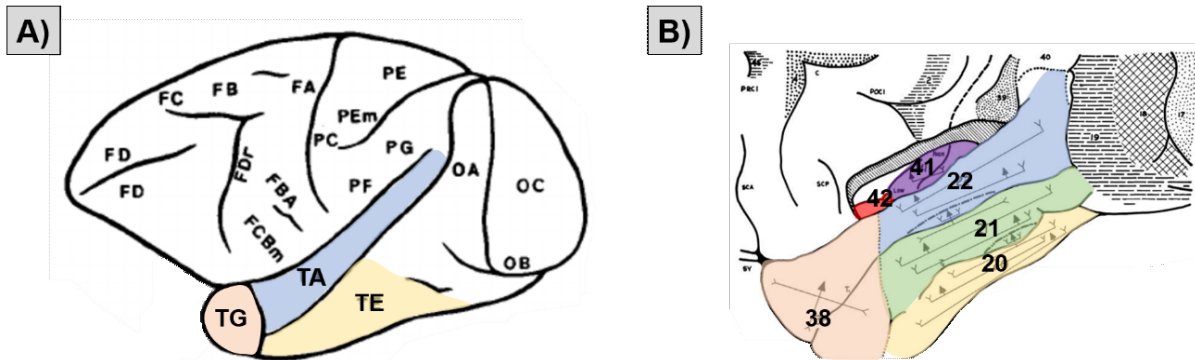 A)
B)
PE
FA
FB
FC
PEm
PC
PG
FD
FDΓ
OA
OC
FD
PF
FBA
FCBm
OB
TA
TE
TG
40
C
PRCI
POCI
41
22
42
19
18
17
SCA
SCP
21
20
SY
38